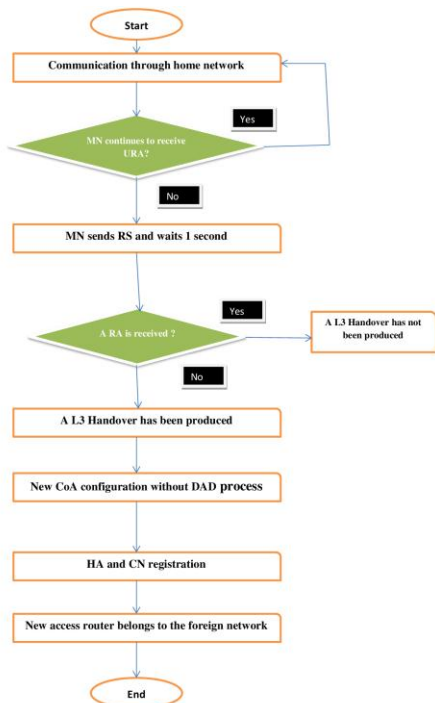 Start
Communication through home network
Yes
MN continues to receive
URA?
No
MN sends RS and waits 1 second
Yes
A RA is received ?
A L3 Handover has not
been produced
No
A L3 Handover has been produced
New CoA configuration without DAD process
HA and CN registration
New access router belongs to the foreign network
End